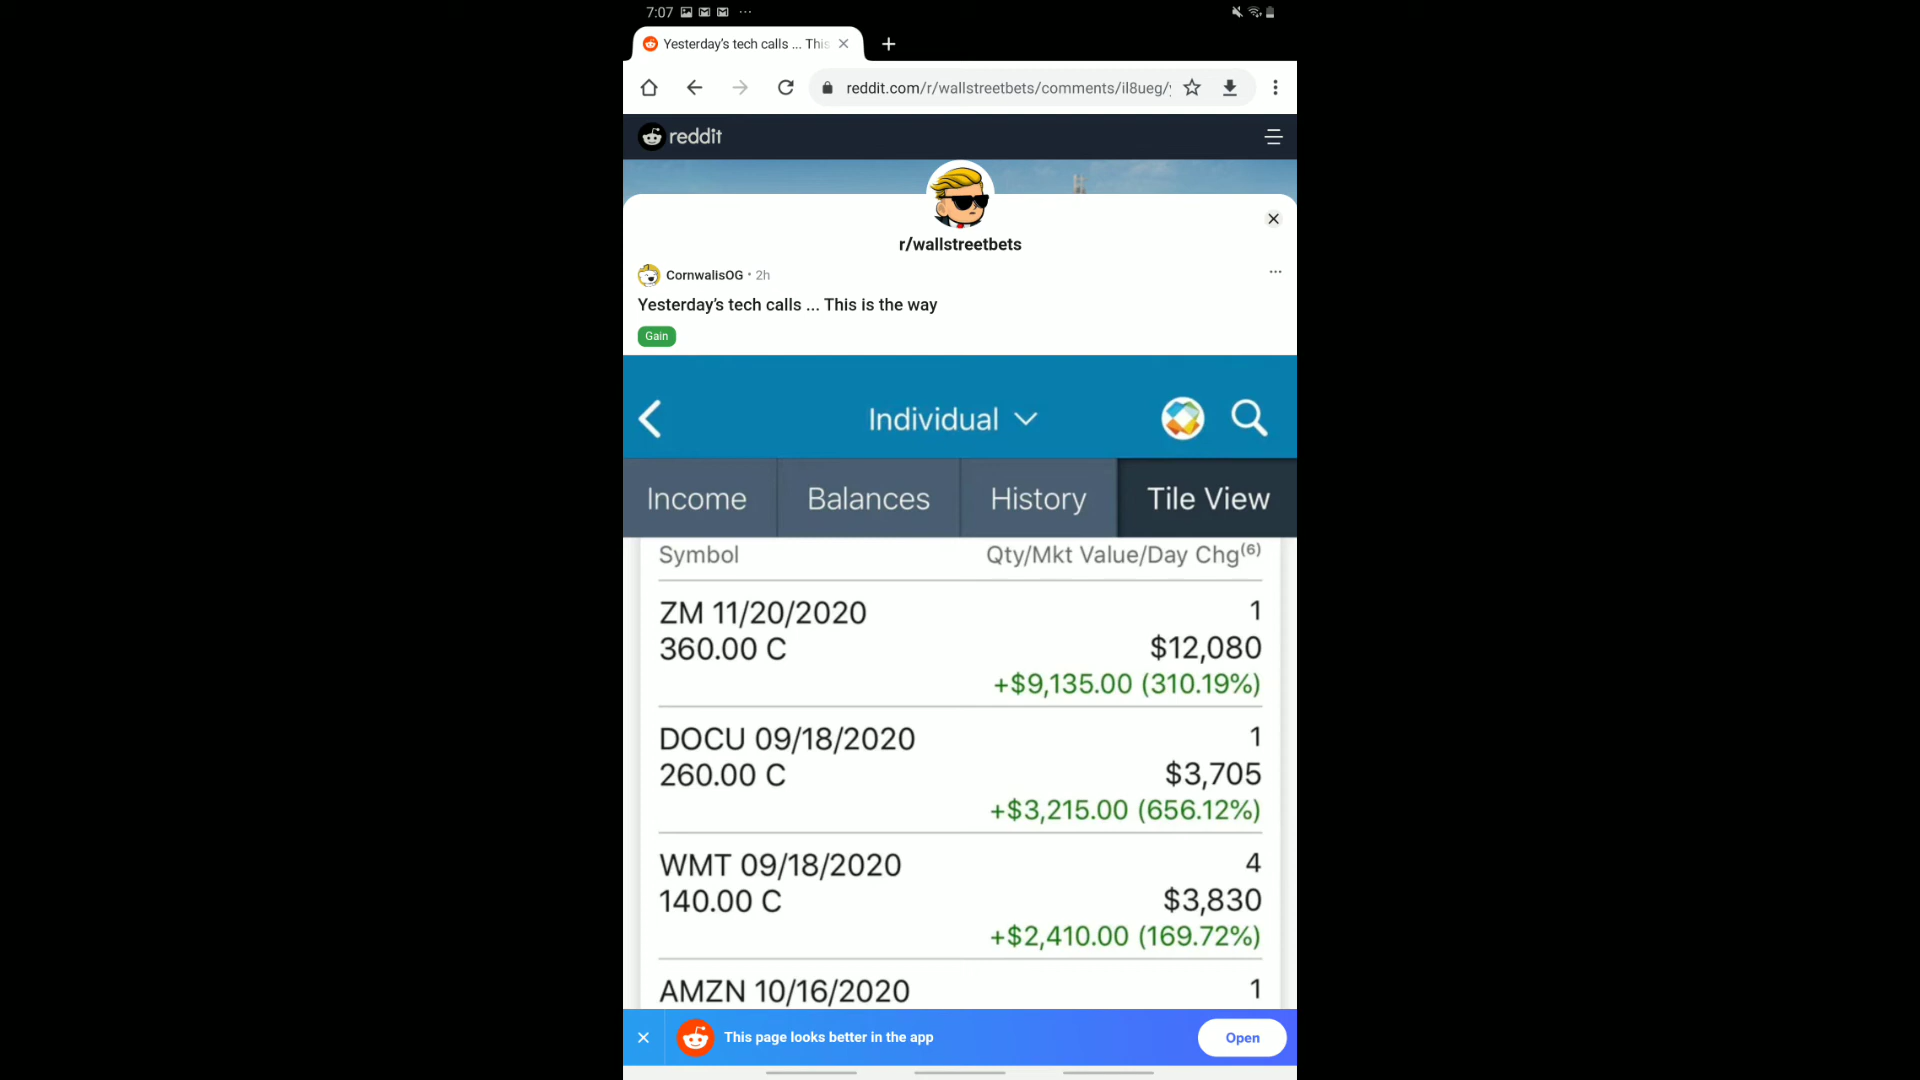 7:07
Yesterday's tech calls ... This
reddit.com/r/wallstreetbets/comments/il8ueg/
reddit
r/wallstreetbets
CornwalisOG • 2h
Yesterday's tech calls ... This is the way
Gain
Individual
Income Balances History Tile View
Symbol Qty/Mkt Value/Day Chg(6)
ZM 11/20/2020 1
360.00 C $12,080
+$9,135.00 (310.19%)
DOCU 09/18/2020 1
260.00 C $3,705
+$3,215.00 (656.12%)
WMT 09/18/2020 4
140.00 C $3,830
+$2,410.00 (169.72%)
AMZN 10/16/2020 1
This page looks better in the app
Open